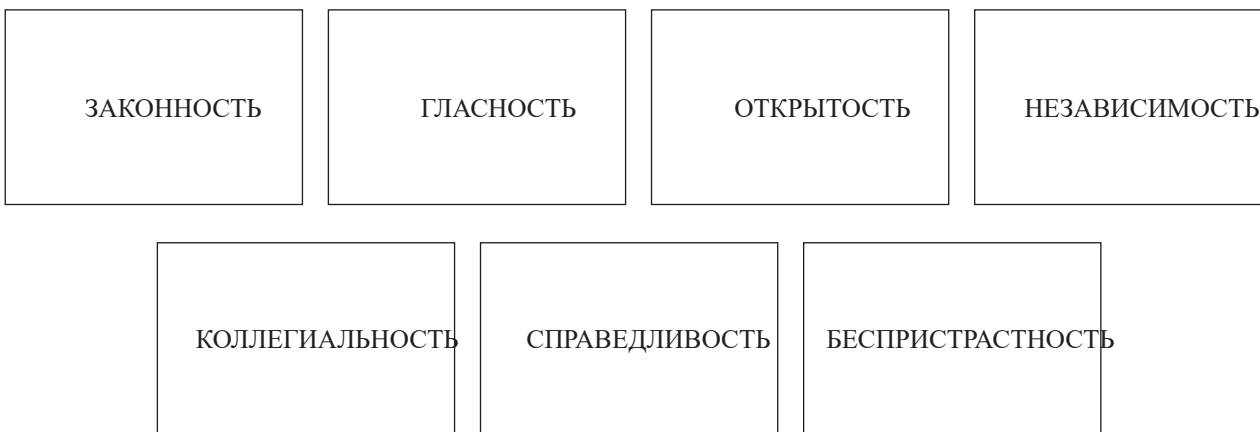 ЗАКОННОСТЬ
ГЛАСНОСТЬ
ОТКРЫТОСТЬ
НЕЗАВИСИМОСТЬ
КОЛЛЕГИАЛЬНОСТЬ
СПРАВЕДЛИВОСТЬ
БЕСПРИСТРАСТНОСТЬ